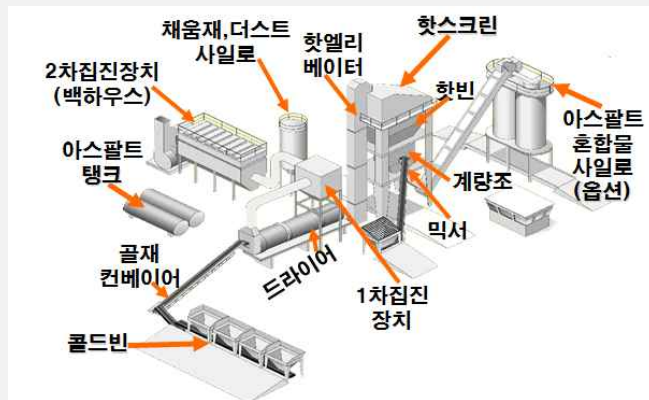 채움재,더스트
사일로
핫엘리
베이터
핫스크린
2차집진장치
(백하우스)
핫빈
아스팔트
혼합물
사일로
(옵션)
아스팔트
탱크
계량조
믹서
골재
컨베이어
드라이어
1차집진
장치
콜드빈